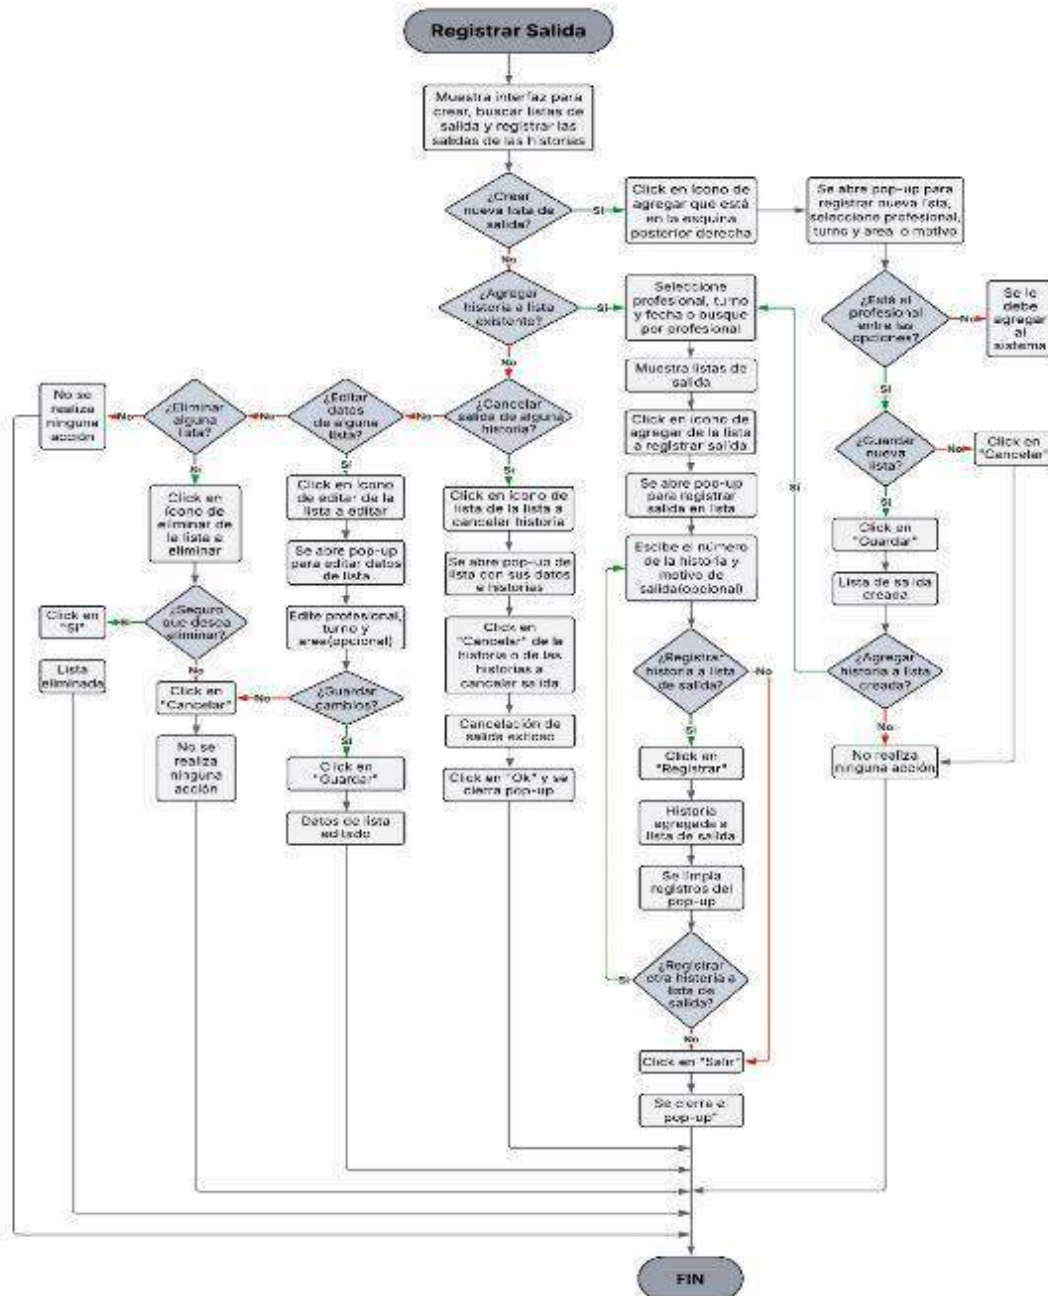 Registrar Salida
Muestra interfaz para
crear, buscar listas de
salida y registrar las
salidas de las historias
¿Crear
nueva lista de
salida?
Si
Click en ícono de
agregar que está
en la esquina
posterior derecha
Se abre pop-up para
registrar nueva lista,
seleccione profesional,
turno y area o motivo
No
¿Agregar
historia a lista
existente?
Si
Seleccione
profesional, turno
y fecha o busque
por profesional
¿Está el
profesional
entre las
opciones?
No
Se le
debe
agregar
al
sistema
No
Muestra listas de
salida
Si
No se
realiza
ninguna
acción
No
¿Eliminar
alguna
lista?
No
¿Editar
datos
de alguna
lista?
No
¿Cancelar
salida de alguna
historia?
Click en ícono de
agregar de la lista
a registrar salida
¿Guardar
nueva
lista?
No
Click en
"Cancelar"
Si
Si
Si
Si
Si
Click en
ícono de
eliminar de
la lista a
eliminar
Click en ícono
de editar de la
lista a editar
Click en ícono de
lista de la lista a
cancelar historia
Se abre pop-up
para registrar
salida en lista
Click en
"Guardar"
Se abre pop-up
para editar datos
de lista
Se abre pop-up de
lista con sus datos
e historias
Escribe el número
de la historia y
motivo de
salida(opcional)
Lista de salida
creada
Click en
"Si"
Si
¿Seguro
que desea
eliminar?
Edite profesional,
turno y
area(opcional)
Click en
"Cancelar" de la
historia o de las
historias a
cancelar salida
¿Registrar
historia a lista
de salida?
No
¿Agregar
historia a lista
creada?
Lista
eliminada
No
Click en
"Cancelar"
No
¿Guardar
cambios?
Si
No
No se
realiza
ninguna
acción
Si
Click en
"Guardar"
Cancelación de
salida exitoso
Click en
"Registrar"
No realiza
ninguna acción
Click en "Ok" y se
cierra pop-up
Datos de lista
editado
Historia
agregada a
lista de salida
Se limpia
registros del
pop-up
¿Registrar
otra historia a
lista de
salida?
Si
No
Click en "Salir"
Se cierra el
pop-up"
FIN